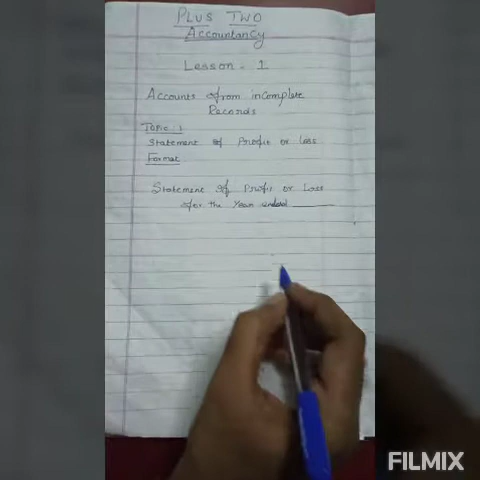 PLUS TWO
Accountancy
Lesson - 1
Accounts from incomplete
Records
Topic 1
Statement of Profit or Loss
Format
Statement of Profit or Loss
for the Year ended
FILMIX